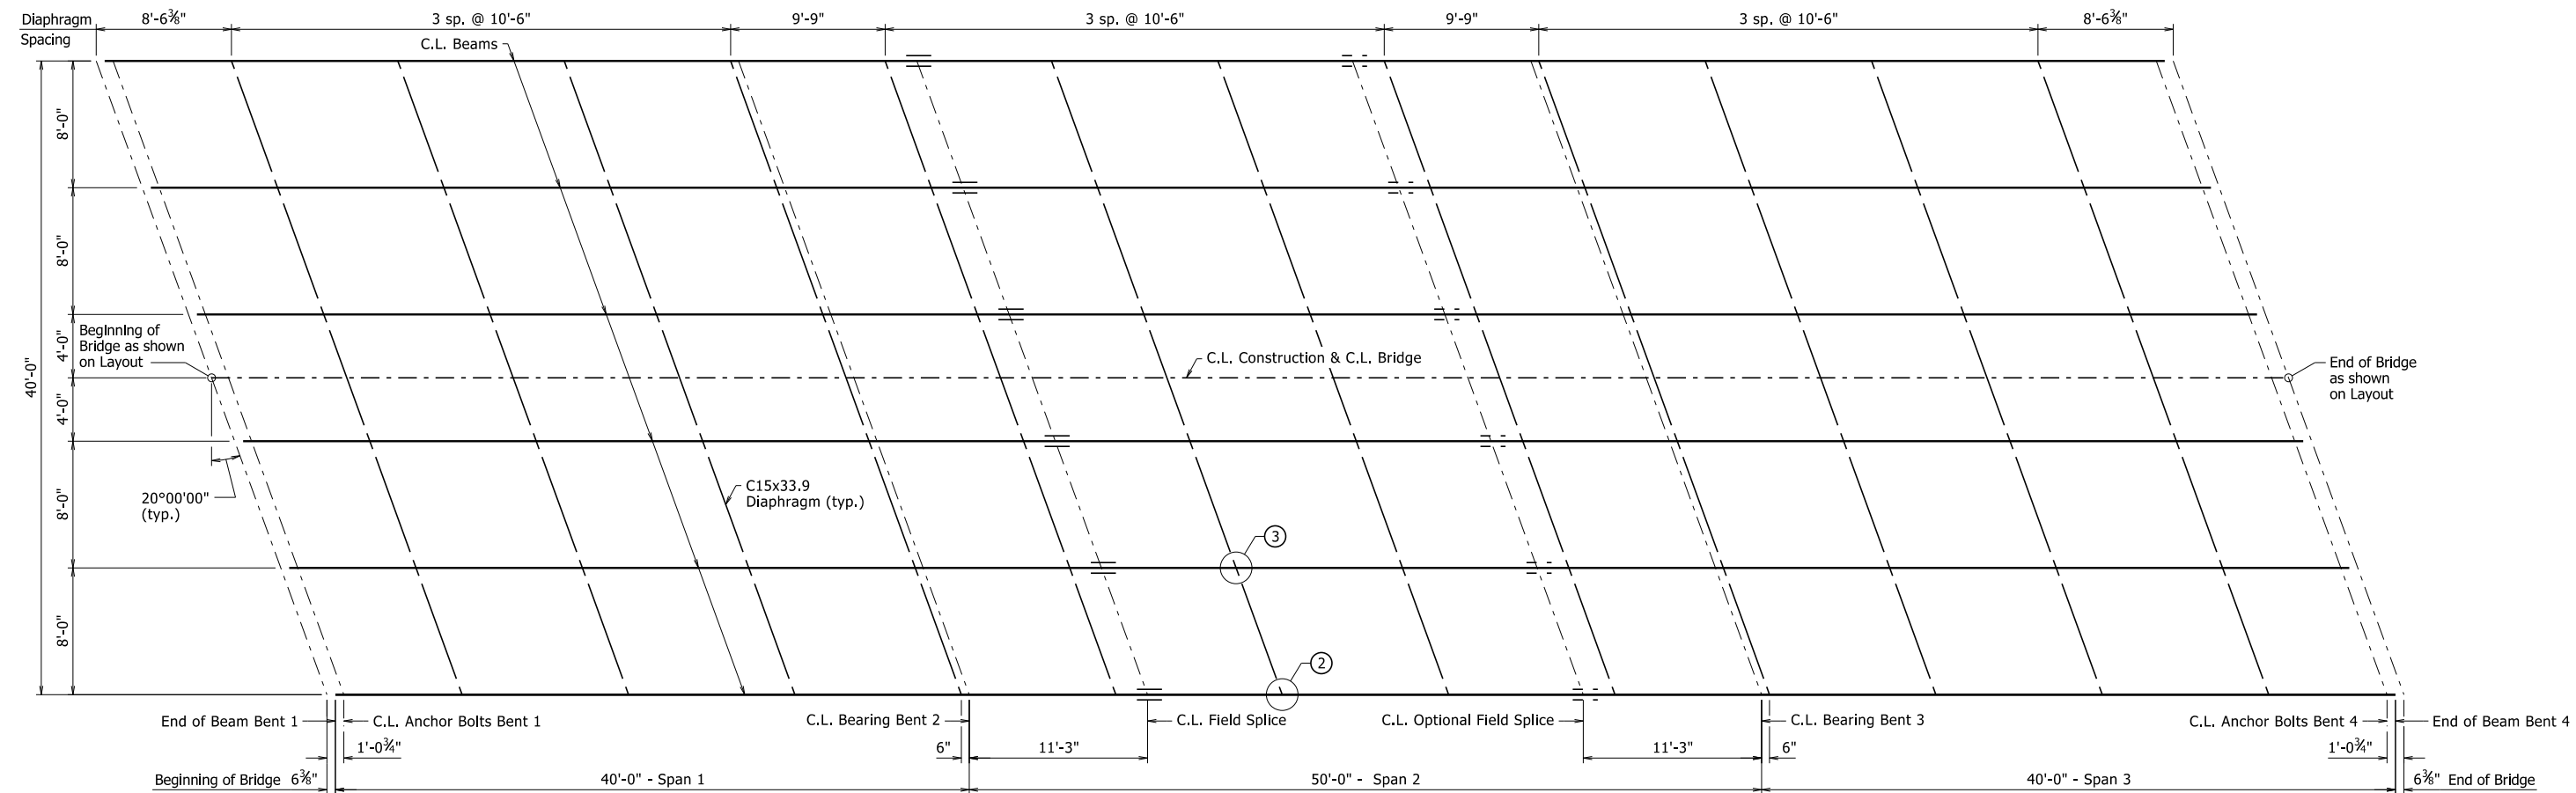 Diaphragm
Spacing
8'-6⅜"
3 sp. @ 10'-6"
9'-9"
3 sp. @ 10'-6"
9'-9"
3 sp. @ 10'-6"
8'-6⅜"
C.L. Beams
8'-0"
8'-0"
4'-0"
4'-0"
8'-0"
8'-0"
40'-0"
Beginning of
Bridge as shown
on Layout
C.L. Construction & C.L. Bridge
End of Bridge
as shown
on Layout
20°00'00"
(typ.)
C15x33.9
Diaphragm (typ.)
3
2
End of Beam Bent 1
C.L. Anchor Bolts Bent 1
C.L. Bearing Bent 2
C.L. Field Splice
C.L. Optional Field Splice
C.L. Bearing Bent 3
C.L. Anchor Bolts Bent 4
End of Beam Bent 4
1'-0¾"
6"
11'-3"
11'-3"
6"
1'-0¾"
Beginning of Bridge
6⅜"
40'-0" - Span 1
50'-0" - Span 2
40'-0" - Span 3
6⅜"
End of Bridge